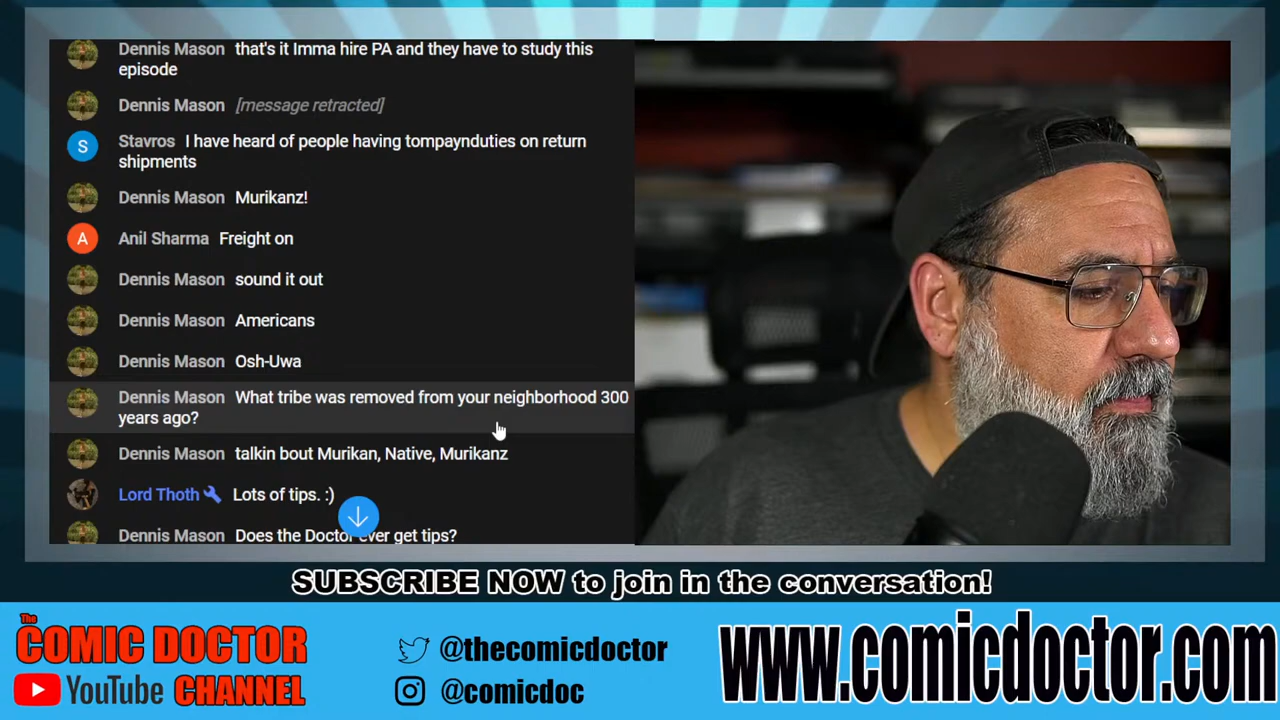 Dennis Mason that's it Imma hire PA and they have to study this
episode
Dennis Mason [message retracted]
S Stavros I have heard of people having tompaynduties on return
shipments
Dennis Mason Murikanz!
A Anil Sharma Freight on
Dennis Mason sound it out
Dennis Mason Americans
Dennis Mason Osh-Uwa
Dennis Mason What tribe was removed from your neighborhood 300
years ago?
Dennis Mason talkin bout Murikan, Native, Murikanz
Lord Thoth Lots of tips. :)
Dennis Mason Does the Doctor ever get tips?
SUBSCRIBE NOW to join in the conversation!
The
COMIC DOCTOR
YouTube CHANNEL
@thecomicdoctor
@comicdoc
www.comicdoctor.com